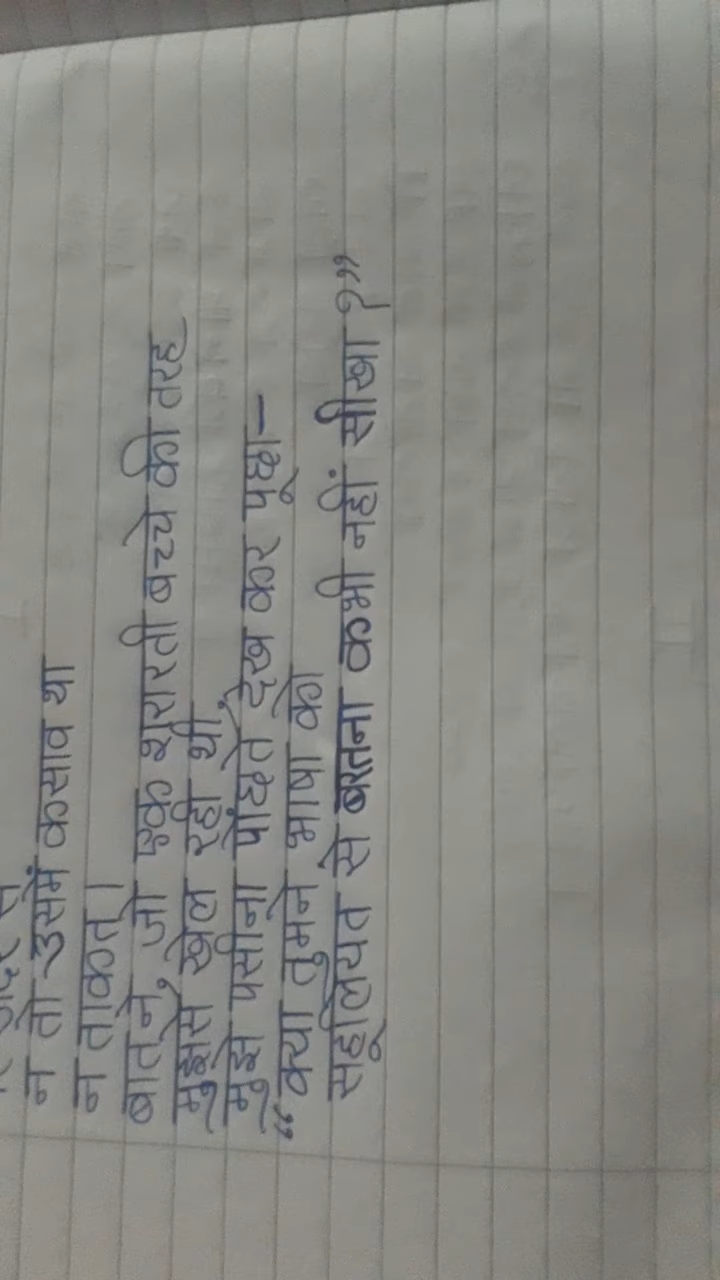 न तो उसमें कसाव था
न ताकत।
बात ने, जो एक शरारती बच्चे की तरह
मुझसे खेल रही थी,
मुझे पसीना पोंछते देख कर पूछा—
“क्या तुमने भाषा को
सहूलियत से बरतना कभी नहीं सीखा?”